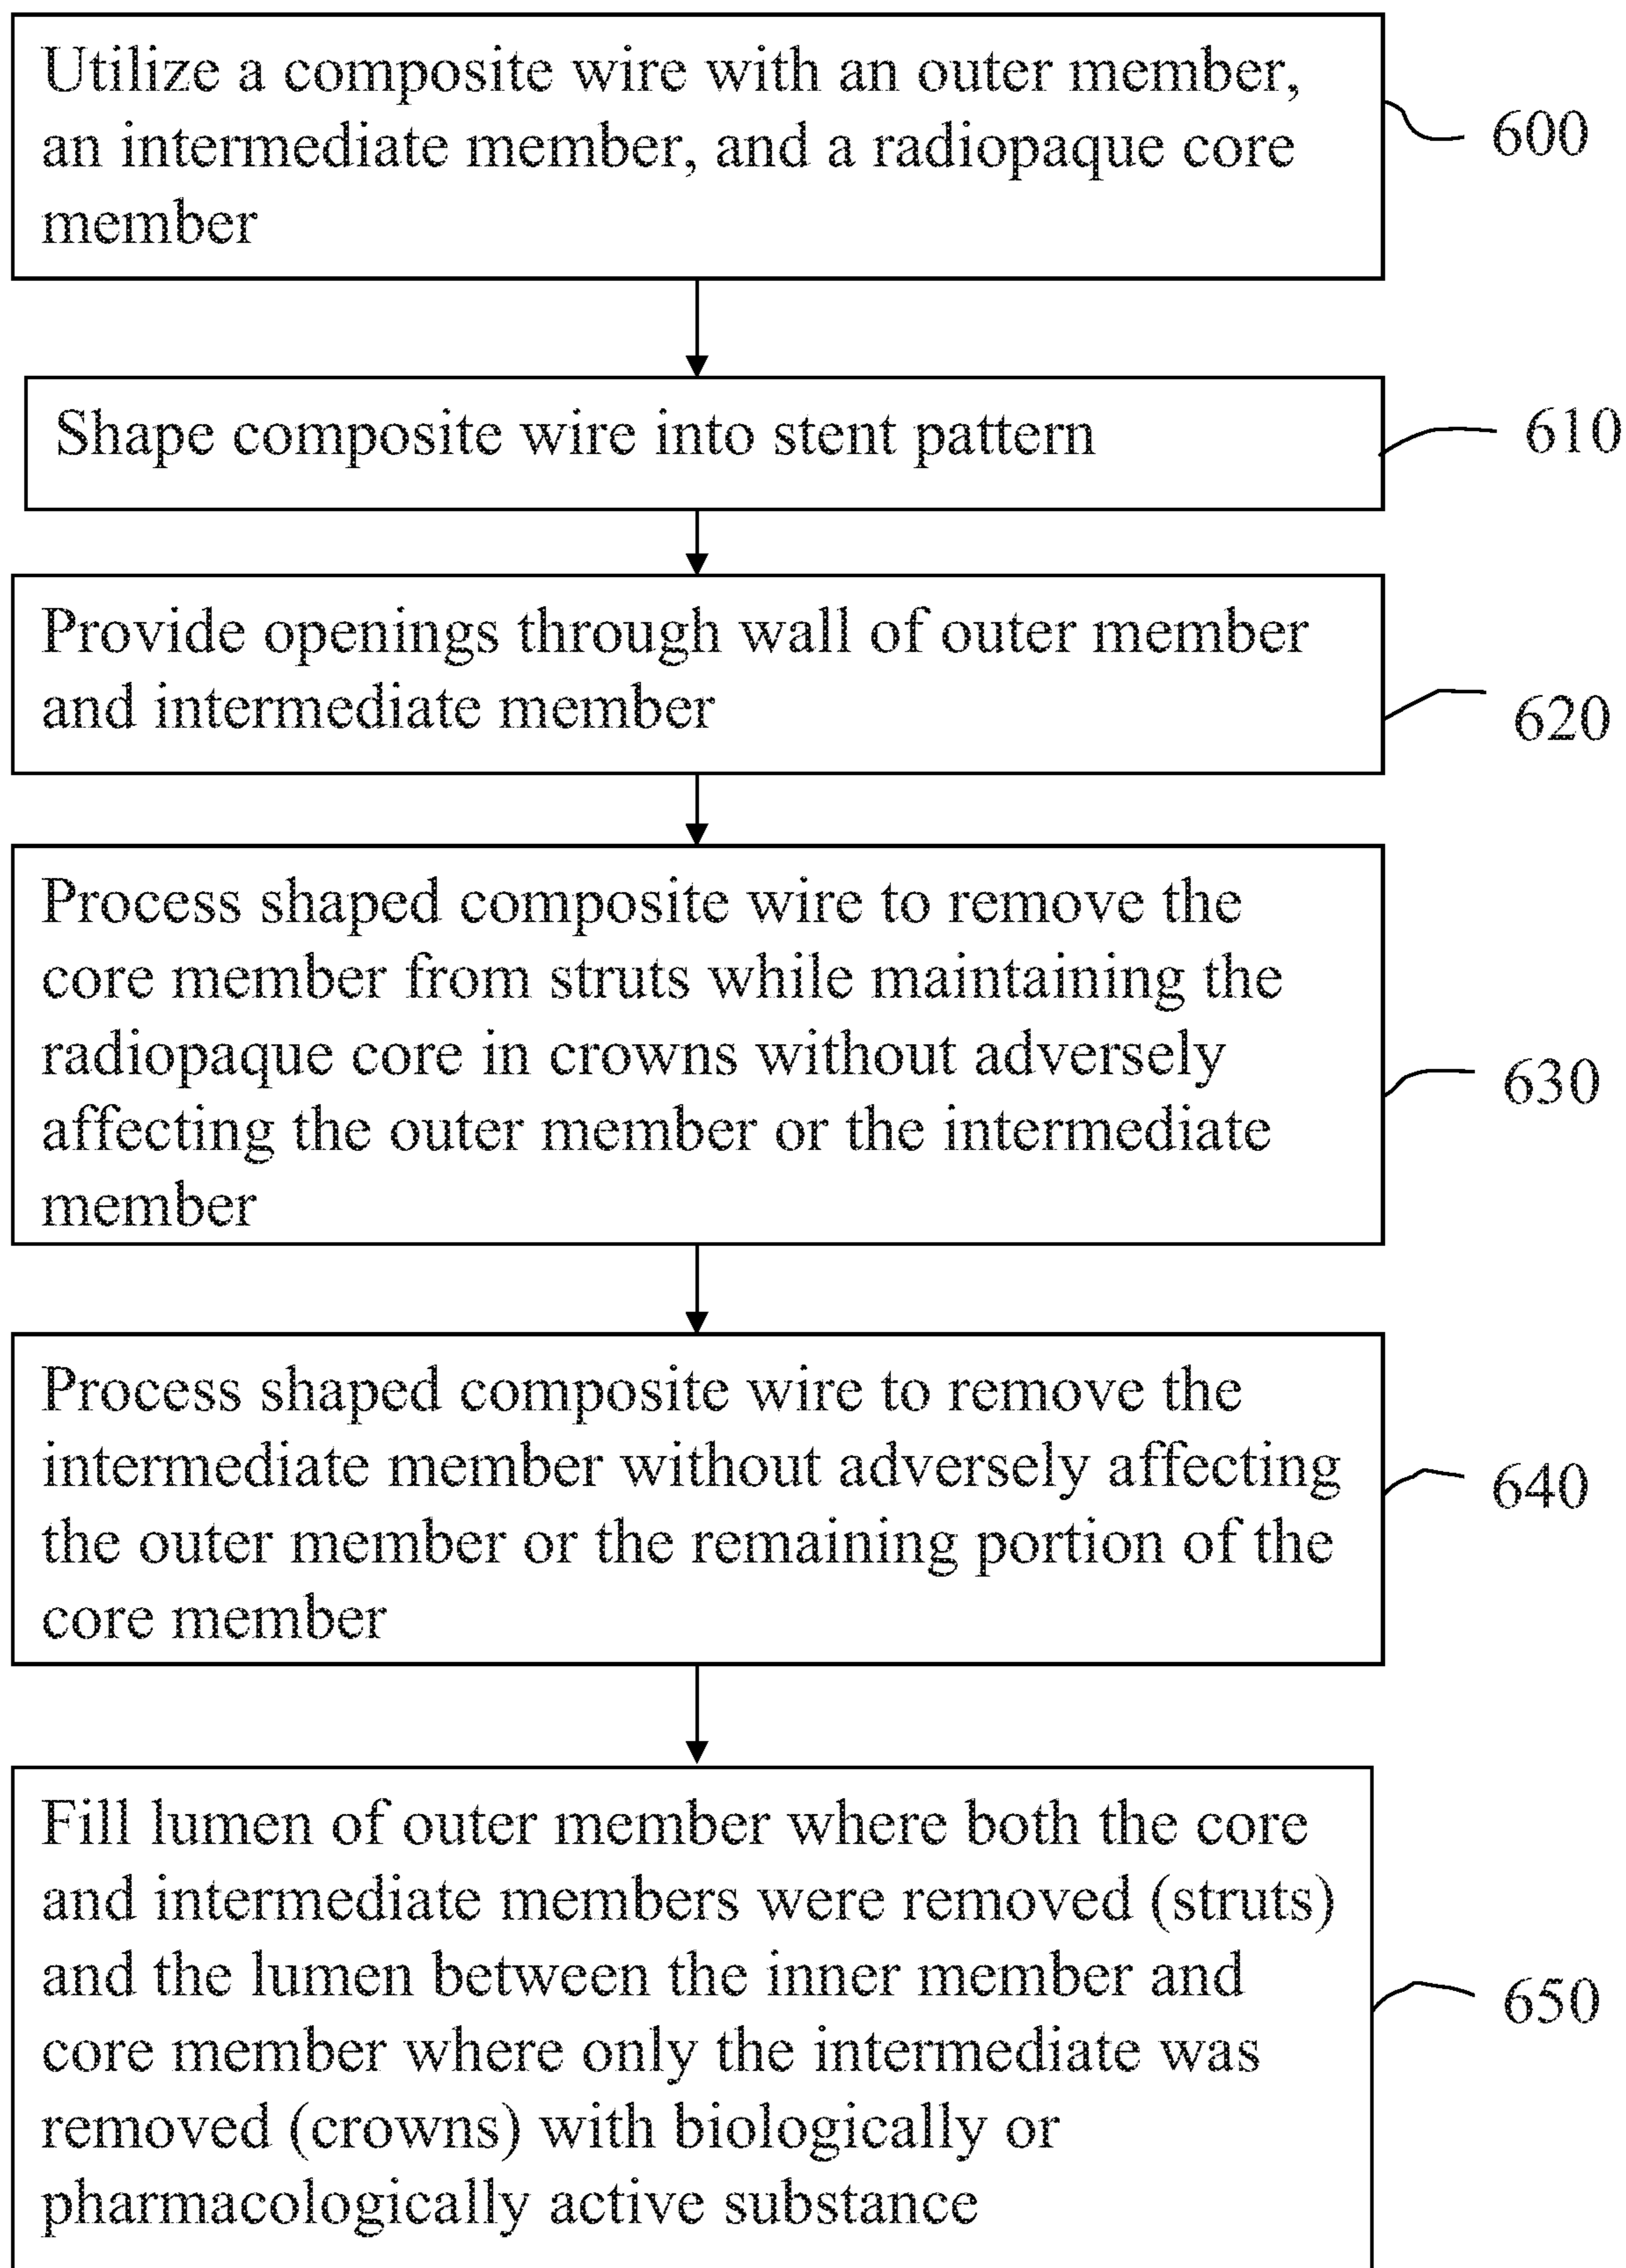 Utilize a composite wire with an outer member,
an intermediate member, and a radiopaque core
member
600
Shape composite wire into stent pattern
610
Provide openings through wall of outer member
and intermediate member
620
Process shaped composite wire to remove the
core member from struts while maintaining the
radiopaque core in crowns without adversely
affecting the outer member or the intermediate
member
630
Process shaped composite wire to remove the
intermediate member without adversely affecting
the outer member or the remaining portion of the
core member
640
Fill lumen of outer member where both the core
and intermediate members were removed (struts)
and the lumen between the inner member and
core member where only the intermediate was
removed (crowns) with biologically or
pharmacologically active substance
650